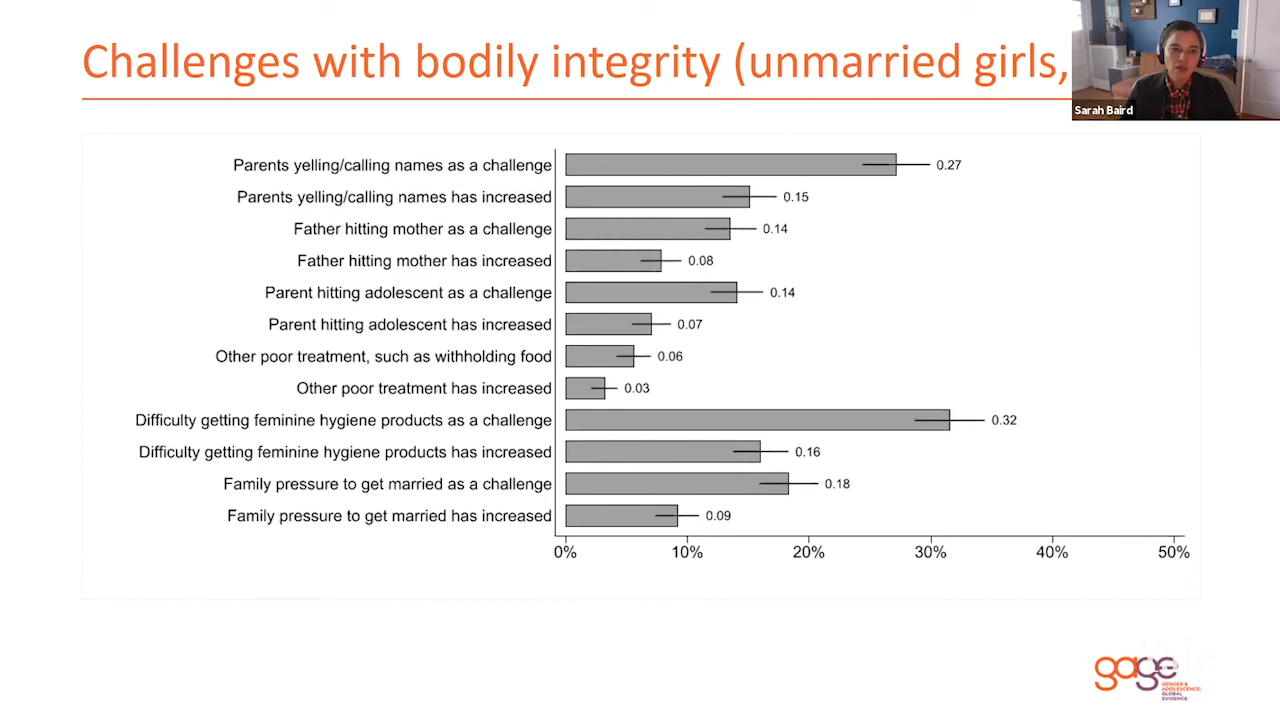 Challenges with bodily integrity (unmarried girls,
Sarah Baird
Parents yelling/calling names as a challenge 0.27
Parents yelling/calling names has increased 0.15
Father hitting mother as a challenge 0.14
Father hitting mother has increased 0.08
Parent hitting adolescent as a challenge 0.14
Parent hitting adolescent has increased 0.07
Other poor treatment, such as withholding food 0.06
Other poor treatment has increased 0.03
Difficulty getting feminine hygiene products as a challenge 0.32
Difficulty getting feminine hygiene products has increased 0.16
Family pressure to get married as a challenge 0.18
Family pressure to get married has increased 0.09
0% 10% 20% 30% 40% 50%
gage
GENDER &
ADOLESCENCE:
GLOBAL
EVIDENCE